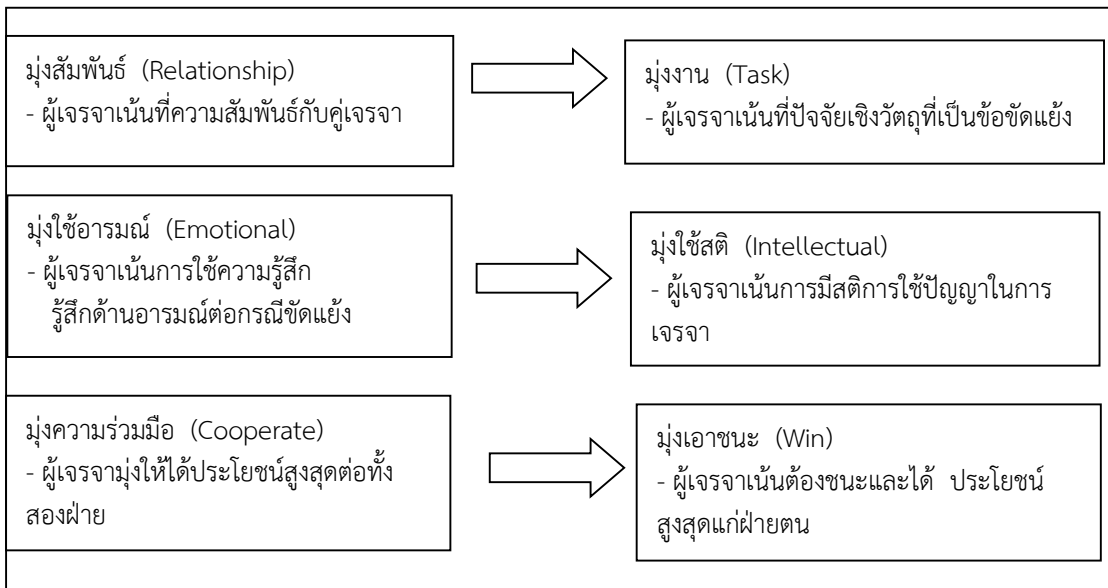 มุ่งสัมพันธ์ (Relationship)
- ผู้เจรจาเน้นที่ความสัมพันธ์กับคู่เจรจา
มุ่งงาน (Task)
- ผู้เจรจาเน้นที่ปัจจัยเชิงวัตถุที่เป็นข้อขัดแย้ง
มุ่งใช้อารมณ์ (Emotional)
- ผู้เจรจาเน้นการใช้ความรู้สึก
รู้สึกด้านอารมณ์ต่อกรณีขัดแย้ง
มุ่งใช้สติ (Intellectual)
- ผู้เจรจาเน้นการมีสติการใช้ปัญญาในการ
เจรจา
มุ่งความร่วมมือ (Cooperate)
- ผู้เจรจามุ่งให้ได้ประโยชน์สูงสุดต่อทั้ง
สองฝ่าย
มุ่งเอาชนะ (Win)
- ผู้เจรจาเน้นต้องชนะและได้ ประโยชน์
สูงสุดแก่ฝ่ายตน